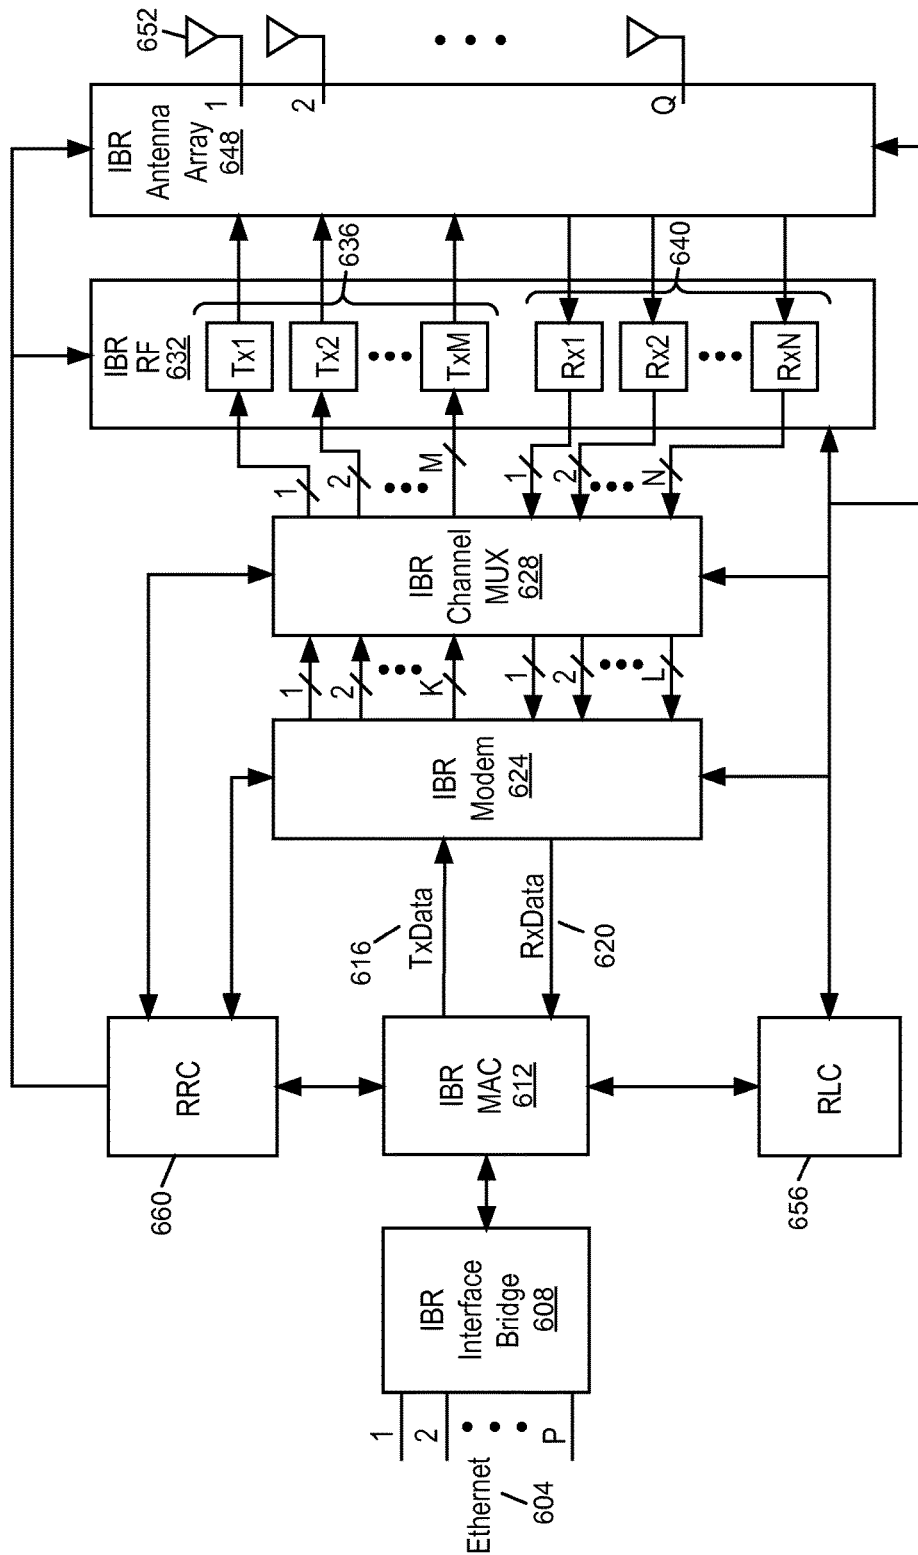 Ethernet
604
1
2
P
IBR
Interface
Bridge
608
660
RRC
IBR
MAC
612
656
RLC
616
TxData
RxData
620
IBR
Modem
624
1
2
K
1
2
L
IBR
Channel
MUX
628
1
2
M
1
2
N
IBR
RF
632
Tx1
Tx2
TxM
636
Rx1
Rx2
RxN
640
IBR
Antenna
Array
648
1
2
Q
652